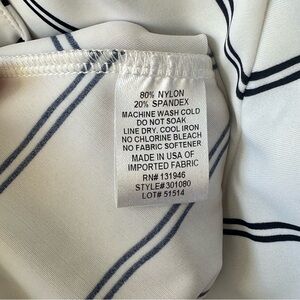 80% NYLON
20% SPANDEX
MACHINE WASH COLD
DO NOT SOAK
LINE DRY, COOL IRON
NO CHLORINE BLEACH
NO FABRIC SOFTENER
MADE IN USA OF
IMPORTED FABRIC
RN# 131946
STYLE# 301080
LOT# 51514